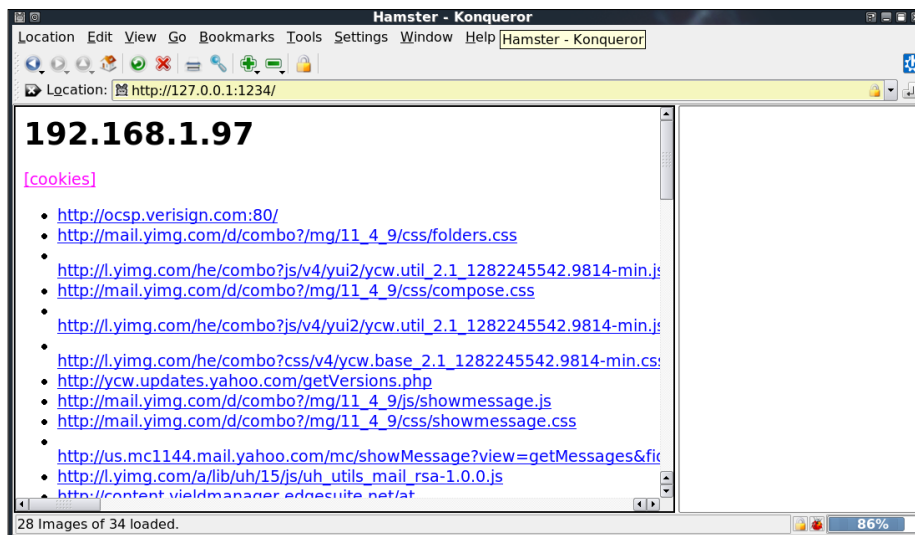 Hamster - Konqueror
Location Edit View Go Bookmarks Tools Settings Window Help
Hamster - Konqueror
Location: http://127.0.0.1:1234/
192.168.1.97
[cookies]
http://ocsp.verisign.com:80/
http://mail.yimg.com/d/combo?/mg/11_4_9/css/folders.css
http://l.yimg.com/he/combo?js/v4/yui2/ycw.util_2.1_1282245542.9814-min.js
http://mail.yimg.com/d/combo?/mg/11_4_9/css/compose.css
http://l.yimg.com/he/combo?js/v4/yui2/ycw.util_2.1_1282245542.9814-min.js
http://l.yimg.com/he/combo?css/v4/ycw.base_2.1_1282245542.9814-min.css
http://ycw.updates.yahoo.com/getVersions.php
http://mail.yimg.com/d/combo?/mg/11_4_9/js/showmessage.js
http://mail.yimg.com/d/combo?/mg/11_4_9/css/showmessage.css
http://us.mc1144.mail.yahoo.com/mc/showMessage?view=getMessages&fic
http://l.yimg.com/a/lib/uh/15/js/uh_utils_mail_rsa-1.0.0.js
http://content.yieldmanager.edgesuite.net/at
28 Images of 34 loaded.
86%